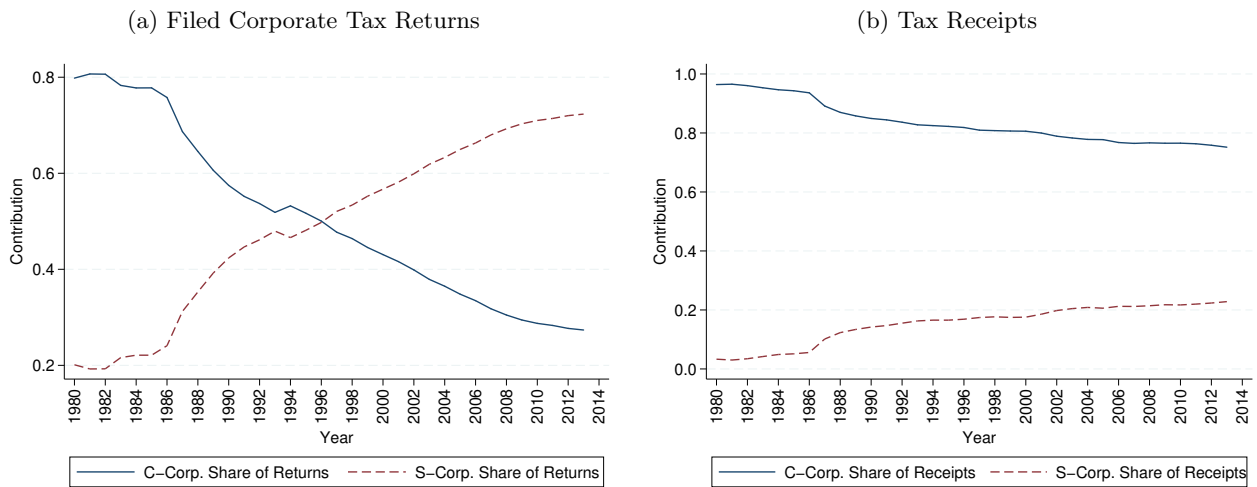 (a) Filed Corporate Tax Returns
0.8
0.6
0.4
0.2
Contribution
1980 1982 1984 1986 1988 1990 1992 1994 1996 1998 2000 2002 2004 2006 2008 2010 2012 2014
Year
C−Corp. Share of Returns S−Corp. Share of Returns
(b) Tax Receipts
1.0
0.8
0.6
0.4
0.2
0.0
Contribution
1980 1982 1984 1986 1988 1990 1992 1994 1996 1998 2000 2002 2004 2006 2008 2010 2012 2014
Year
C−Corp. Share of Receipts S−Corp. Share of Receipts